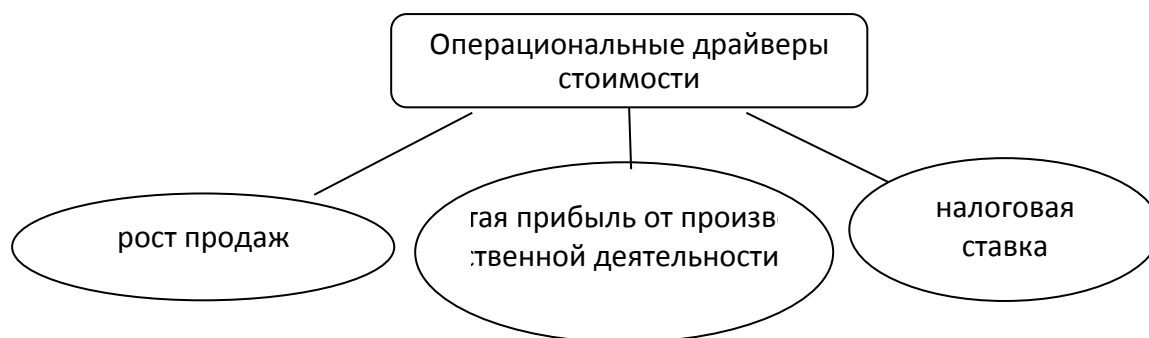 Операциональные драйверы
стоимости
рост продаж
прибыль от
деятельности
налоговая
ставка